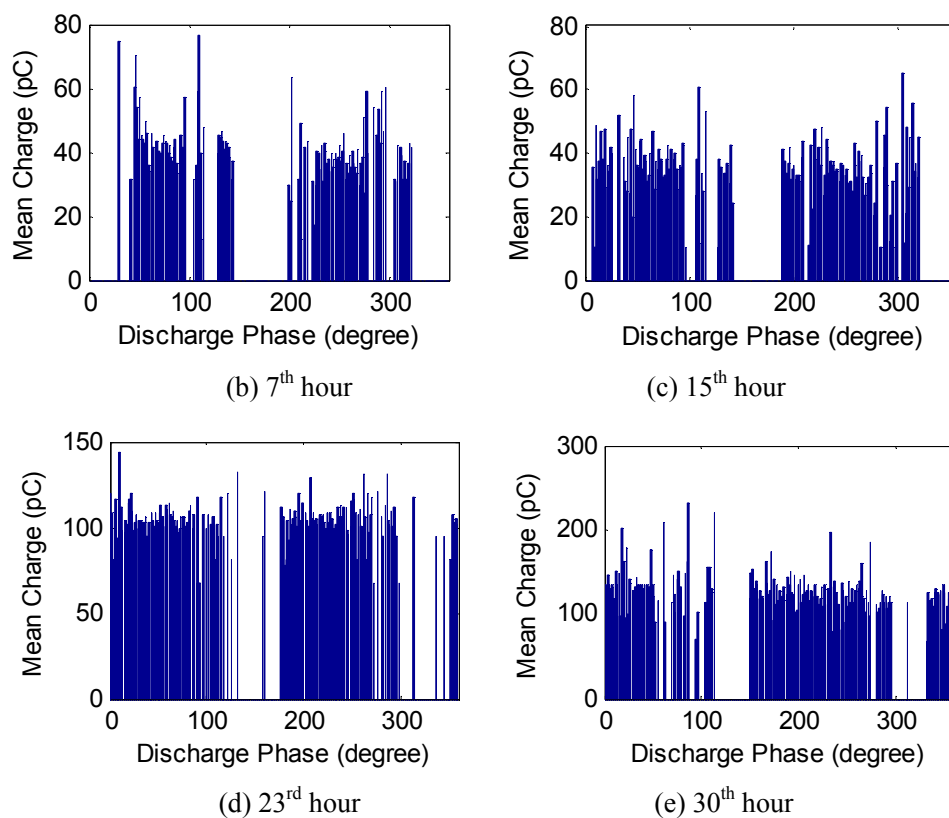 Mean Charge (pC)
80
60
40
20
0
0 100 200 300
Discharge Phase (degree)
(b) 7th hour
Mean Charge (pC)
80
60
40
20
0
0 100 200 300
Discharge Phase (degree)
(c) 15th hour
Mean Charge (pC)
150
100
50
0
0 100 200 300
Discharge Phase (degree)
(d) 23rd hour
Mean Charge (pC)
300
200
100
0
0 100 200 300
Discharge Phase (degree)
(e) 30th hour